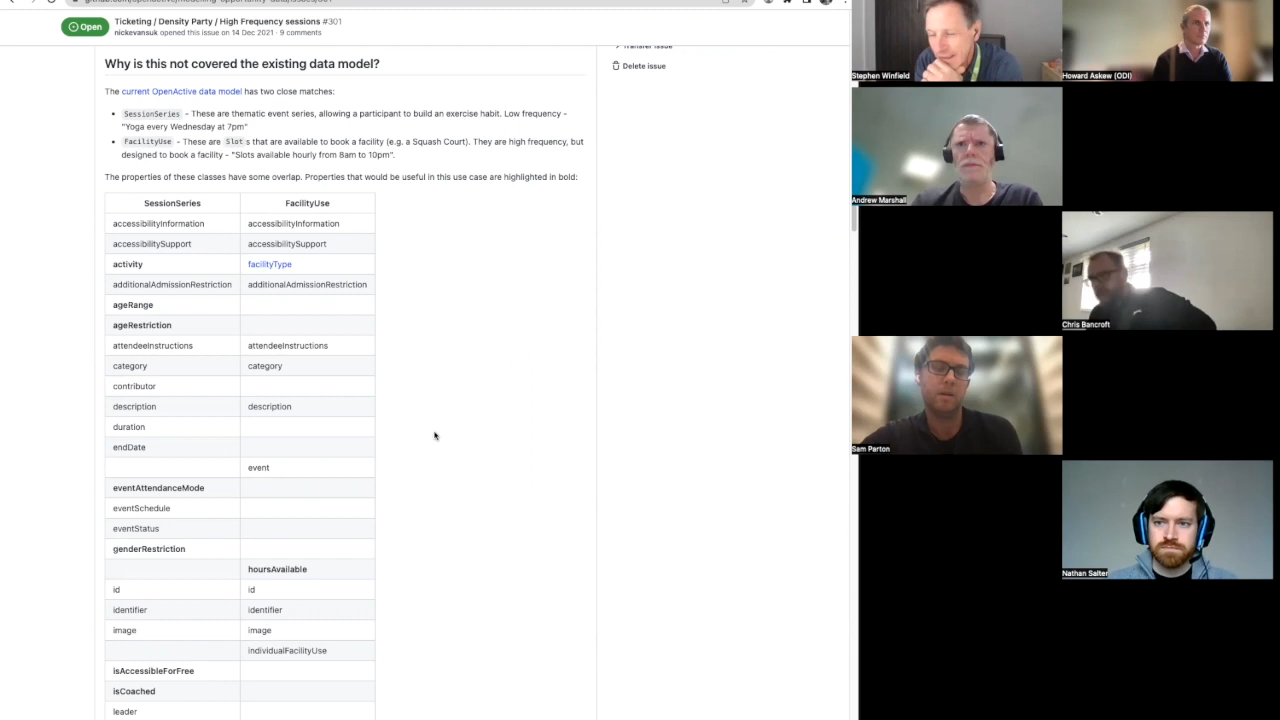 Open
Ticketing / Density Party / High Frequency sessions #301
nickevansuk opened this issue on 14 Dec 2021 · 9 comments
Transfer issue
Delete issue
Why is this not covered the existing data model?
The current OpenActive data model has two close matches:
• SessionSeries - These are thematic event series, allowing a participant to build an exercise habit. Low frequency -
"Yoga every Wednesday at 7pm"
• FacilityUse - These are Slot s that are available to book a facility (e.g, a Squash Court). They are high frequency, but
designed to book a facility - "Slots available hourly from 8am to 10pm".
The properties of these classes have some overlap. Properties that would be useful in this use case are highlighted in bold:
SessionSeries FacilityUse
accessibilityInformation accessibilityInformation
accessibilitySupport accessibilitySupport
activity facilityType
additionalAdmissionRestriction additionalAdmissionRestriction
ageRange
ageRestriction
attendeeInstructions attendeeInstructions
category category
contributor
description description
duration
endDate
event
eventAttendanceMode
eventSchedule
eventStatus
genderRestriction
hoursAvailable
id id
identifier identifier
image image
individualFacilityUse
isAccessibleForFree
isCoached
leader
Stephen Winfield
Howard Askew (ODI)
Andrew Marshall
Chris Bancroft
Sam Parton
Nathan Salter